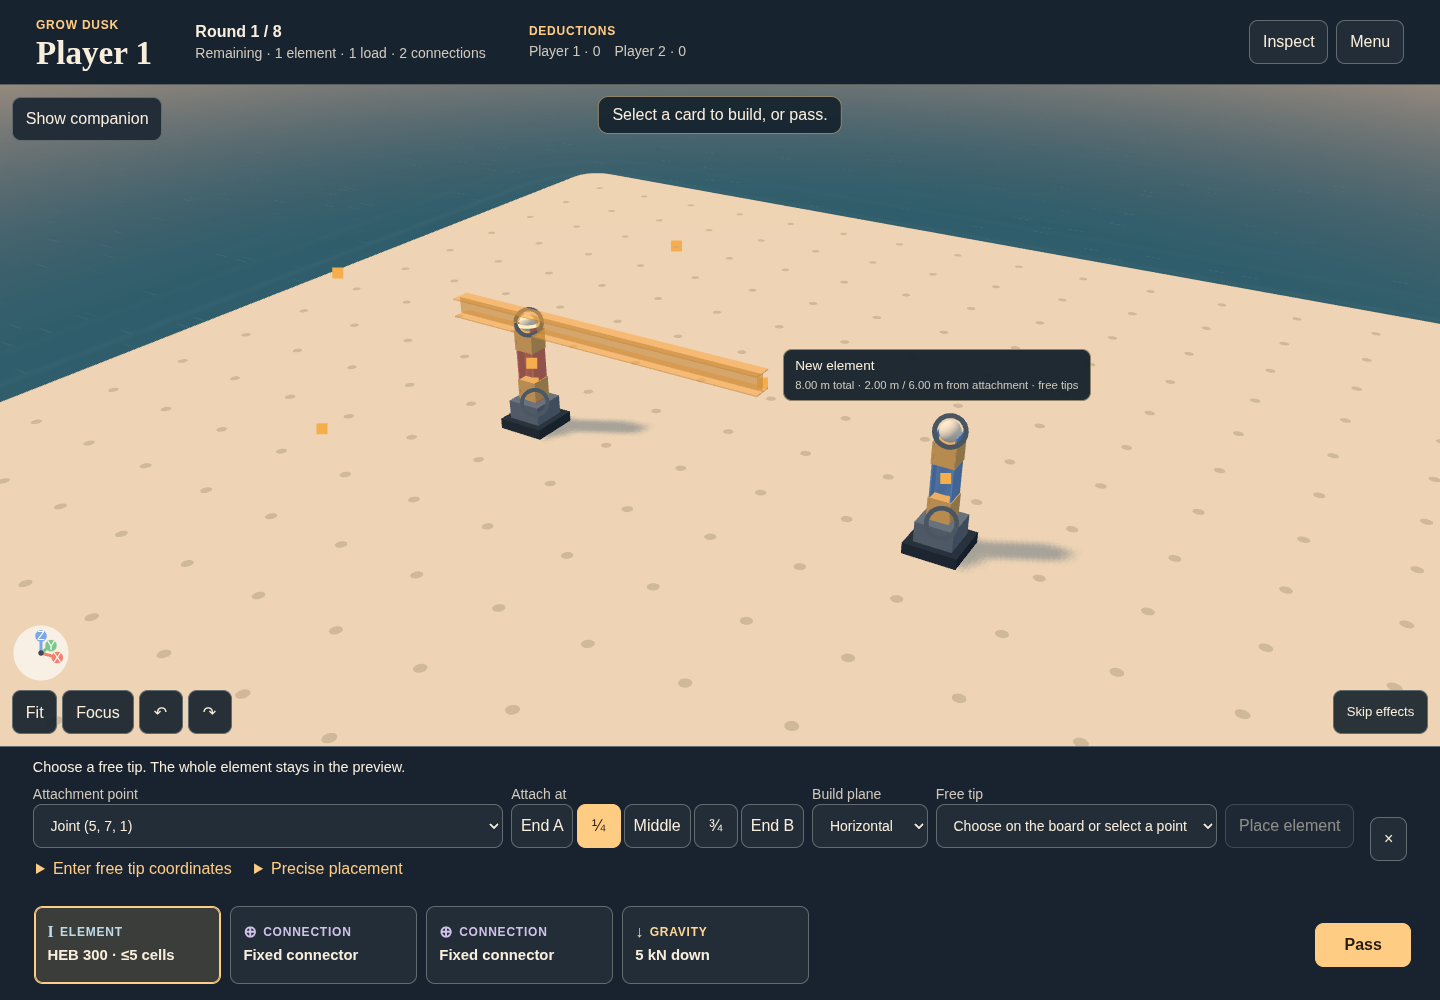 GROW DUSK
Player 1
Round 1 / 8
Remaining · 1 element · 1 load · 2 connections
DEDUCTIONS
Player 1 · 0 Player 2 · 0
Inspect
Menu
Show companion
Select a card to build, or pass.
New element
8.00 m total · 2.00 m / 6.00 m from attachment · free tips
Z
Y
X
Fit
Focus
↶
↷
Skip effects
Choose a free tip. The whole element stays in the preview.
Attachment point
Attach at
Build plane
Free tip
Joint (5, 7, 1)
End A
¼
Middle
¾
End B
Horizontal
Choose on the board or select a point
Place element
×
Enter free tip coordinates
Precise placement
I ELEMENT
HEB 300 · ≤5 cells
⊕ CONNECTION
Fixed connector
⊕ CONNECTION
Fixed connector
↓ GRAVITY
5 kN down
Pass